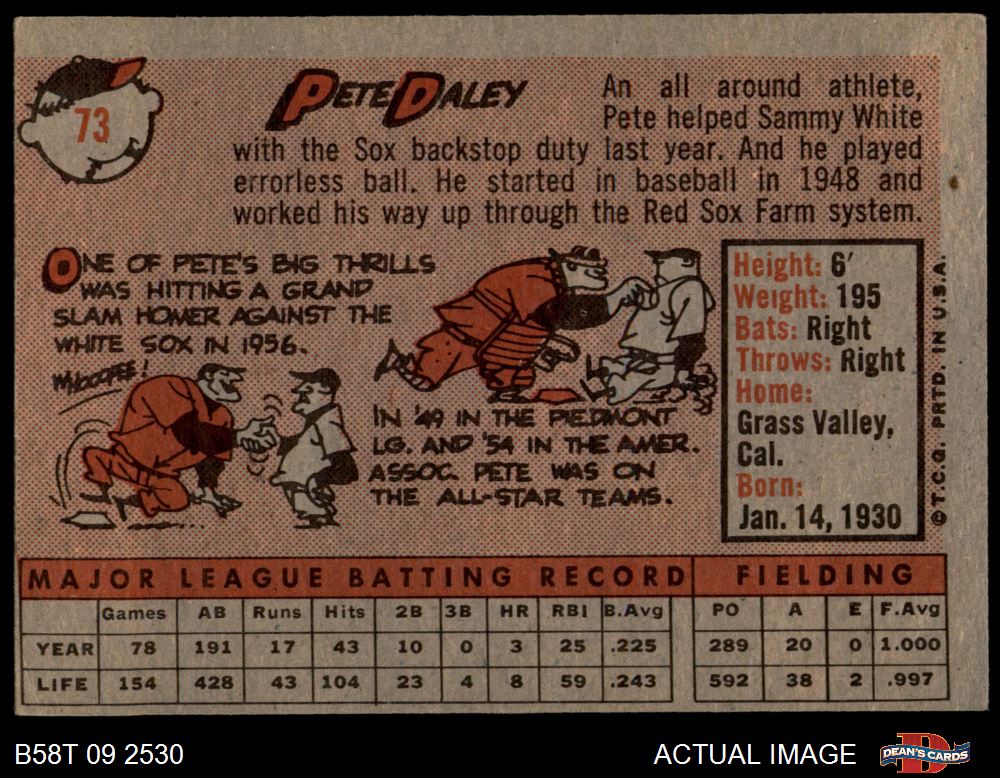 73
PETE DALEY
An all around athlete,
Pete helped Sammy White
with the Sox backstop duty last year. And he played
errorless ball. He started in baseball in 1948 and
worked his way up through the Red Sox Farm system.
ONE OF PETE'S BIG THRILLS
WAS HITTING A GRAND
SLAM HOMER AGAINST THE
WHITE SOX IN 1956.
IN '49 IN THE PIEDMONT
LG. AND '54 IN THE AMER.
ASSOC. PETE WAS ON
THE ALL-STAR TEAMS.
Height: 6'
Weight: 195
Bats: Right
Throws: Right
Home:
Grass Valley,
Cal.
Born:
Jan. 14, 1930
© T.C.G. PRTD. IN U.S.A.
MAJOR LEAGUE BATTING RECORD FIELDING
Games AB Runs Hits 2B 3B HR RBI B.Avg PO A E F.Avg
YEAR 78 191 17 43 10 0 3 25 .225 289 20 0 1.000
LIFE 154 428 43 104 23 4 8 59 .243 592 38 2 .997
B58T 09 2530
ACTUAL IMAGE
D
DEAN'S CARDS